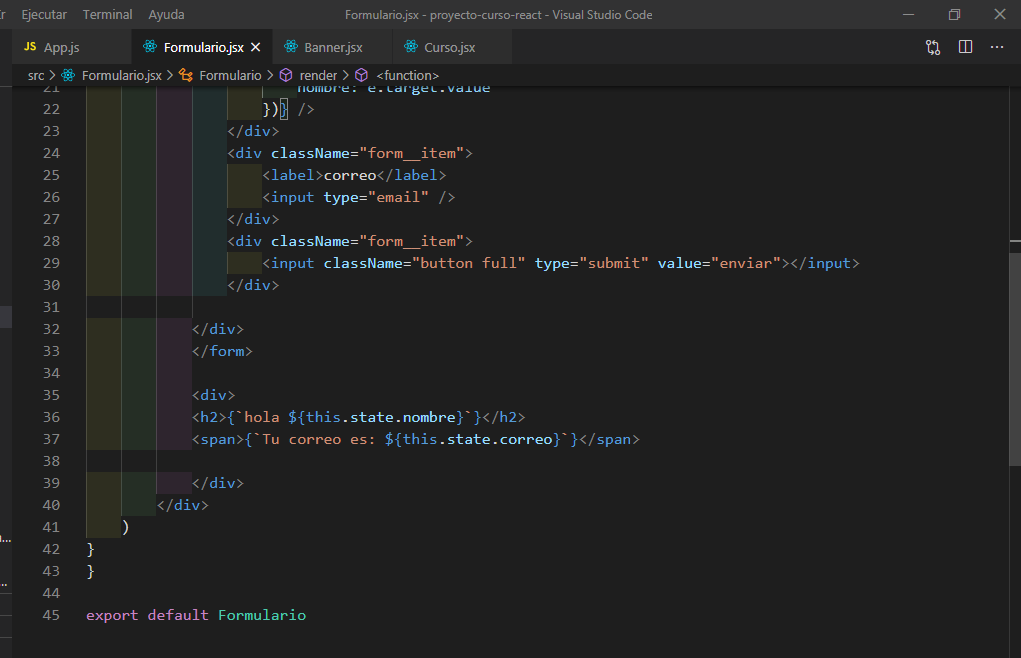 Ejecutar Terminal Ayuda Formulario.jsx - proyecto-curso-react - Visual Studio Code
JS App.js Formulario.jsx Banner.jsx Curso.jsx
src > Formulario.jsx > Formulario > render > <function>
21 nombre: e.target.value
22 })} />
23 </div>
24 <div className="form__item">
25 <label>correo</label>
26 <input type="email" />
27 </div>
28 <div className="form__item">
29 <input className="button full" type="submit" value="enviar"></input>
30 </div>
31
32 </div>
33 </form>
34
35 <div>
36 <h2>{`hola ${this.state.nombre}`}</h2>
37 <span>{`Tu correo es: ${this.state.correo}`}</span>
38
39 </div>
40 </div>
41 )
42 }
43 }
44
45 export default Formulario